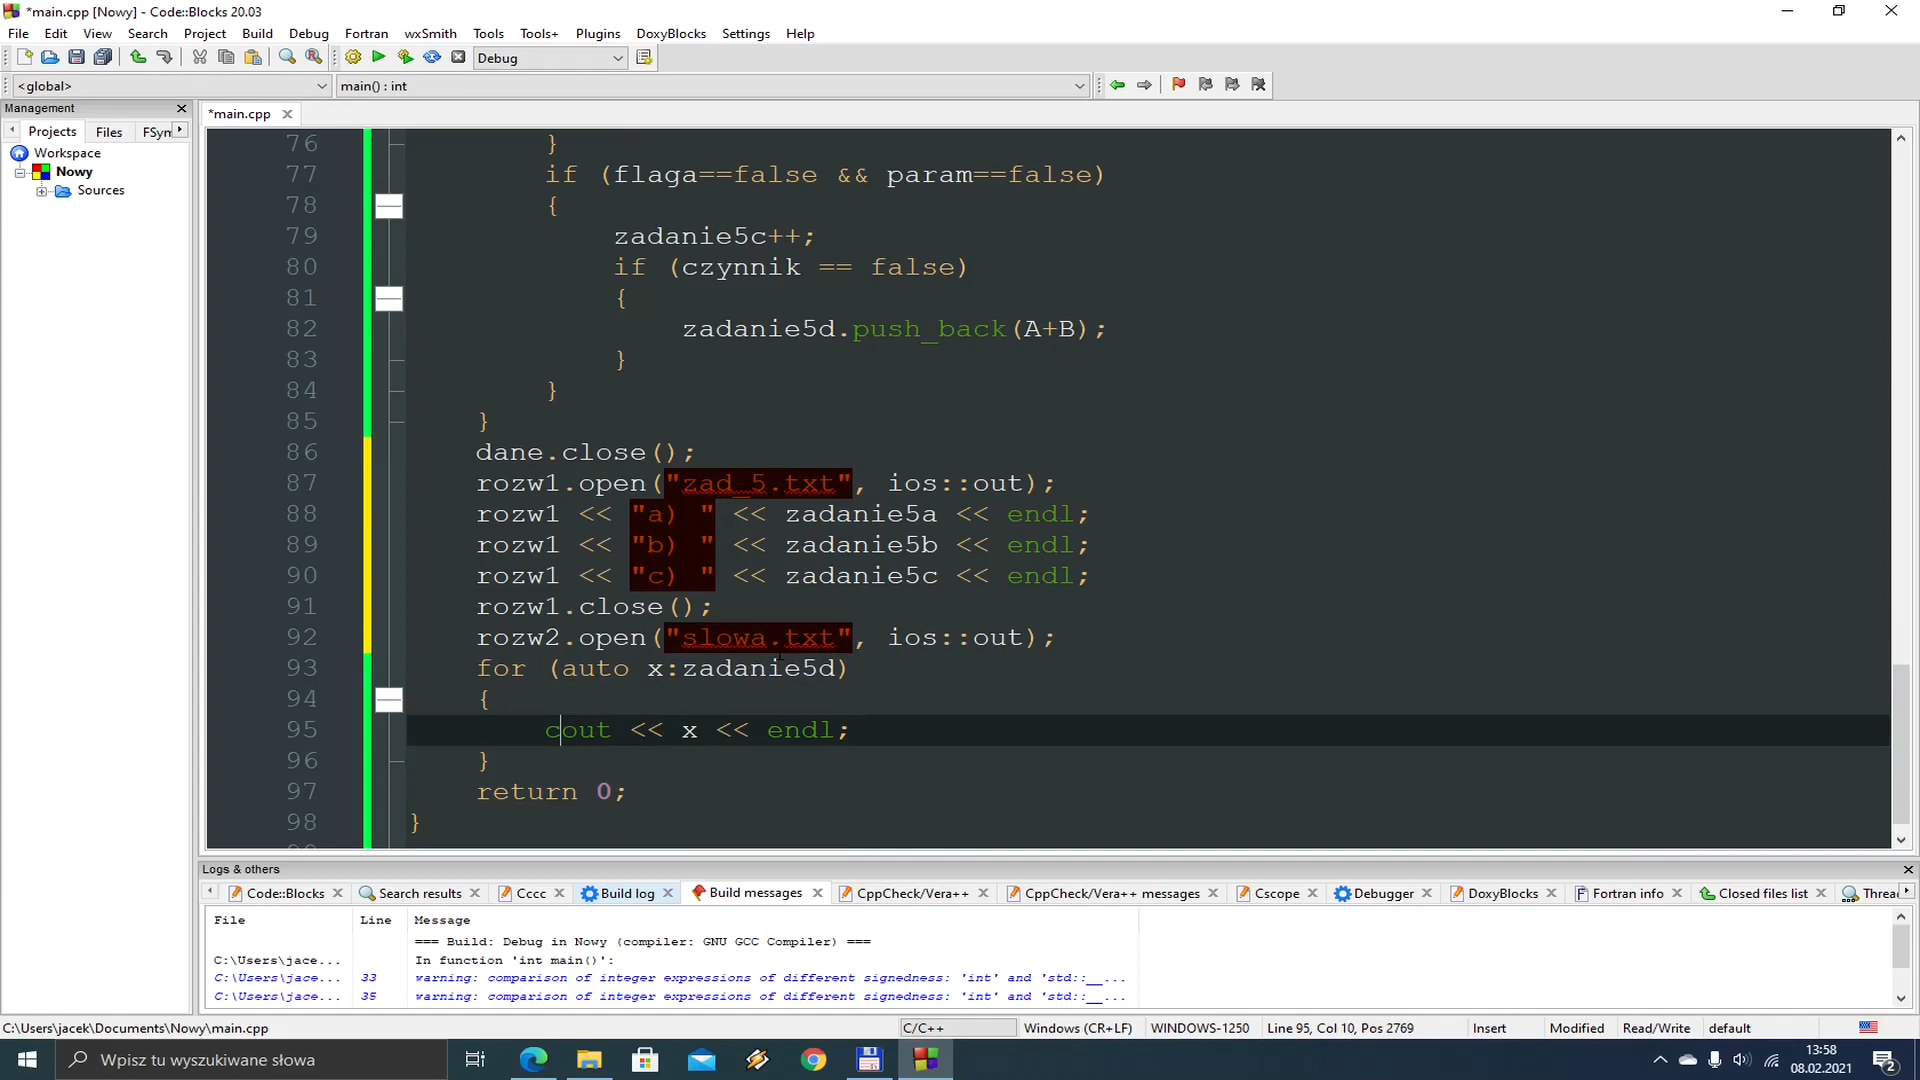 *main.cpp [Nowy] - Code::Blocks 20.03
File Edit View Search Project Build Debug Fortran wxSmith Tools Tools+ Plugins DoxyBlocks Settings Help
Debug
<global> main() : int
Management
Projects Files FSyn
Workspace
Nowy
Sources
*main.cpp
76 }
77 if (flaga==false && param==false)
78 {
79 zadanie5c++;
80 if (czynnik == false)
81 {
82 zadanie5d.push_back(A+B);
83 }
84 }
85 }
86 dane.close();
87 rozw1.open("zad_5.txt", ios::out);
88 rozw1 << "a) " << zadanie5a << endl;
89 rozw1 << "b) " << zadanie5b << endl;
90 rozw1 << "c) " << zadanie5c << endl;
91 rozw1.close();
92 rozw2.open("slowa.txt", ios::out);
93 for (auto x:zadanie5d)
94 {
95 cout << x << endl;
96 }
97 return 0;
98 }
Logs & others
Code::Blocks Search results Cccc Build log Build messages CppCheck/Vera++ CppCheck/Vera++ messages Cscope Debugger DoxyBlocks Fortran info Closed files list Threa
File Line Message
=== Build: Debug in Nowy (compiler: GNU GCC Compiler) ===
C:\Users\jace... In function 'int main()':
C:\Users\jace... 33 warning: comparison of integer expressions of different signedness: 'int' and 'std::__...
C:\Users\jace... 35 warning: comparison of integer expressions of different signedness: 'int' and 'std::__...
C:\Users\jacek\Documents\Nowy\main.cpp C/C++ Windows (CR+LF) WINDOWS-1250 Line 95, Col 10, Pos 2769 Insert Modified Read/Write default
Wpisz tu wyszukiwane słowa
13:58
08.02.2021
2